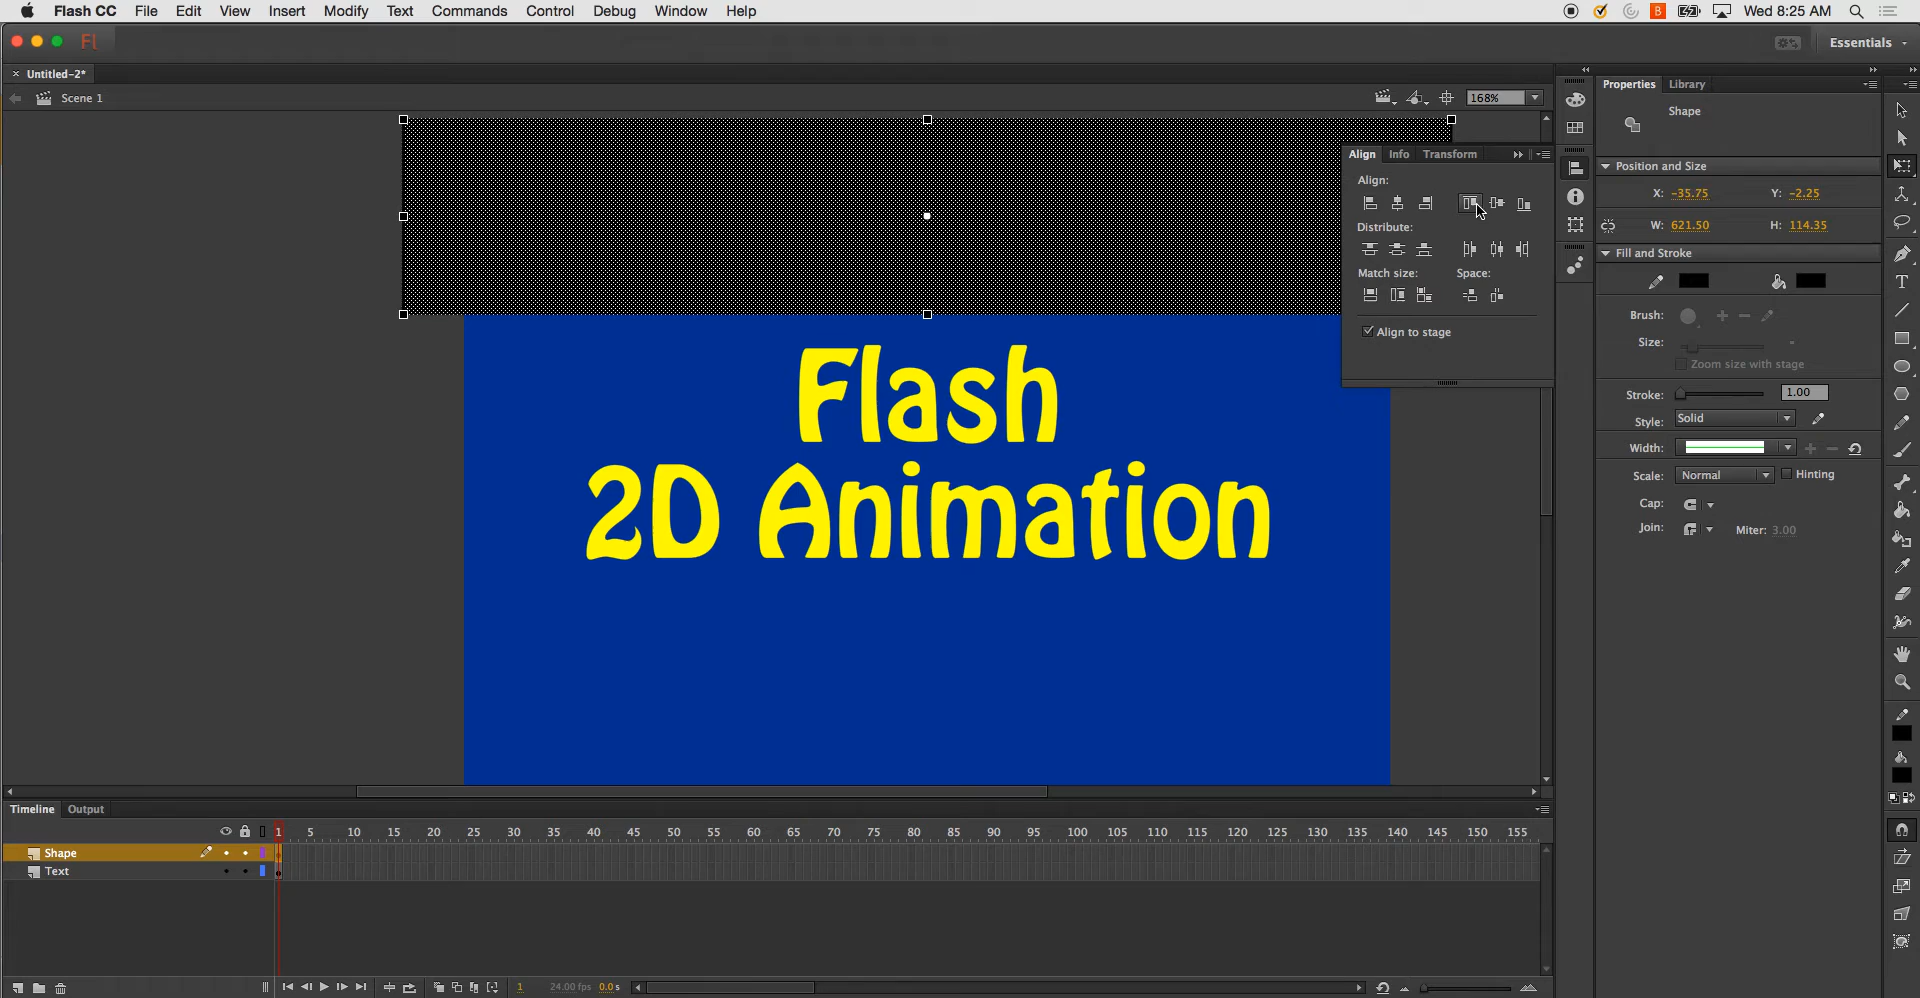 Flash CC File Edit View Insert Modify Text Commands Control Debug Window Help B Wed 8:25 AM
Fl Essentials
Untitled-2*
Scene 1 168%
Properties Library
Shape
Align Info Transform
Align:
Distribute:
Match size: Space:
Align to stage
Position and Size
X: -35.75 Y: -2.25
W: 621.50 H: 114.35
Fill and Stroke
Brush:
Size:
Zoom size with stage
Stroke: 1.00
Style: Solid
Width:
Scale: Normal Hinting
Cap:
Join: Miter: 3.00
Flash
2D Animation
Timeline Output
1 5 10 15 20 25 30 35 40 45 50 55 60 65 70 75 80 85 90 95 100 105 110 115 120 125 130 135 140 145 150 155
Shape
Text
1 24.00 fps 0.0 s